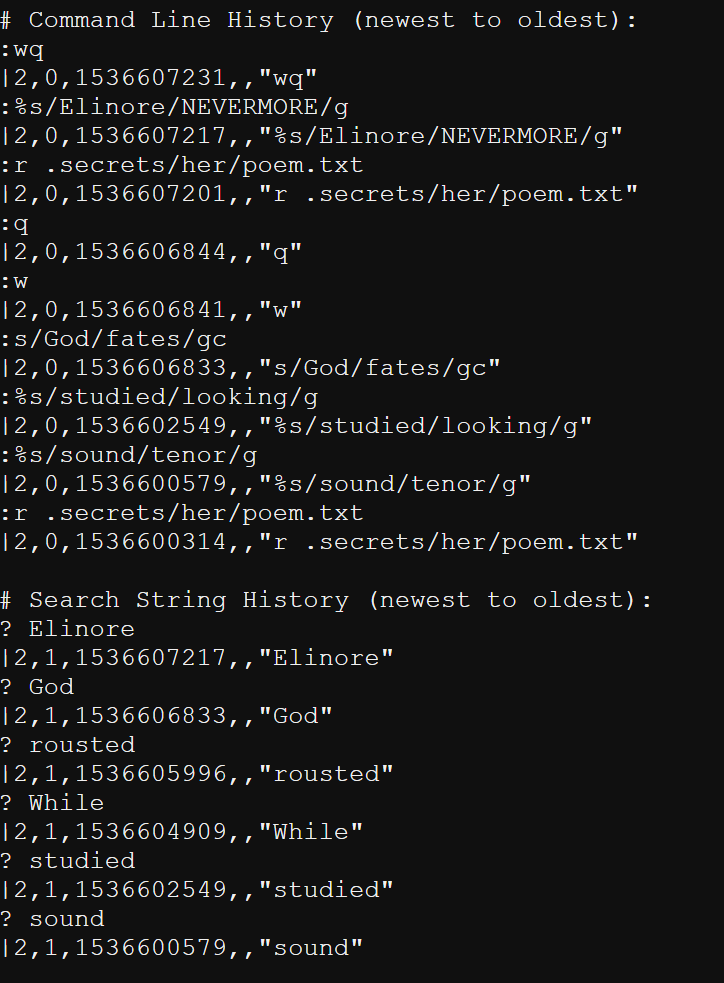 # Command Line History (newest to oldest):
:wq
|2,0,1536607231,,"wq"
:%s/Elinore/NEVERMORE/g
|2,0,1536607217,,"%s/Elinore/NEVERMORE/g"
:r .secrets/her/poem.txt
|2,0,1536607201,,"r .secrets/her/poem.txt"
:q
|2,0,1536606844,,"q"
:w
|2,0,1536606841,,"w"
:s/God/fates/gc
|2,0,1536606833,,"s/God/fates/gc"
:%s/studied/looking/g
|2,0,1536602549,,"%s/studied/looking/g"
:%s/sound/tenor/g
|2,0,1536600579,,"%s/sound/tenor/g"
:r .secrets/her/poem.txt
|2,0,1536600314,,"r .secrets/her/poem.txt"
# Search String History (newest to oldest):
? Elinore
|2,1,1536607217,,"Elinore"
? God
|2,1,1536606833,,"God"
? rousted
|2,1,1536605996,,"rousted"
? While
|2,1,1536604909,,"While"
? studied
|2,1,1536602549,,"studied"
? sound
|2,1,1536600579,,"sound"